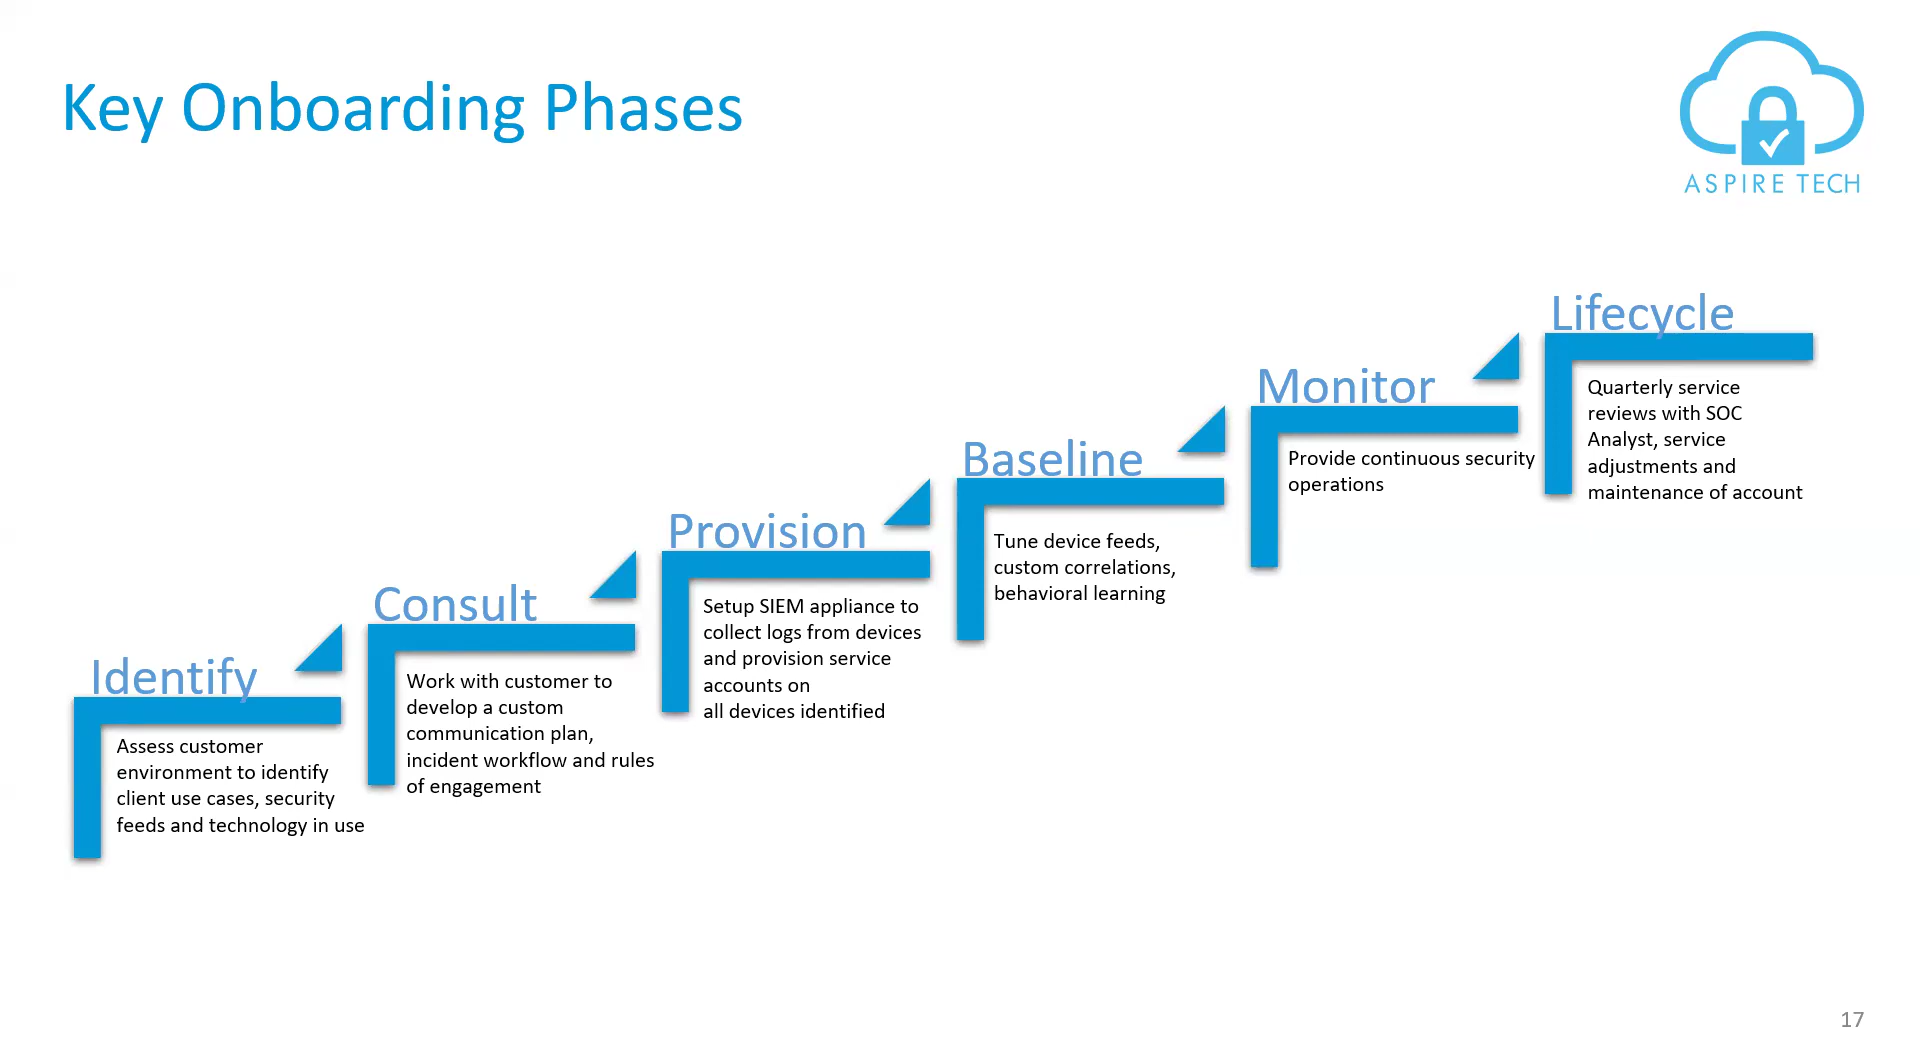 Key Onboarding Phases
ASPIRE TECH
Identify
Assess customer
environment to identify
client use cases, security
feeds and technology in use
Consult
Work with customer to
develop a custom
communication plan,
incident workflow and rules
of engagement
Provision
Setup SIEM appliance to
collect logs from devices
and provision service
accounts on
all devices identified
Baseline
Tune device feeds,
custom correlations,
behavioral learning
Monitor
Provide continuous security
operations
Lifecycle
Quarterly service
reviews with SOC
Analyst, service
adjustments and
maintenance of account
17